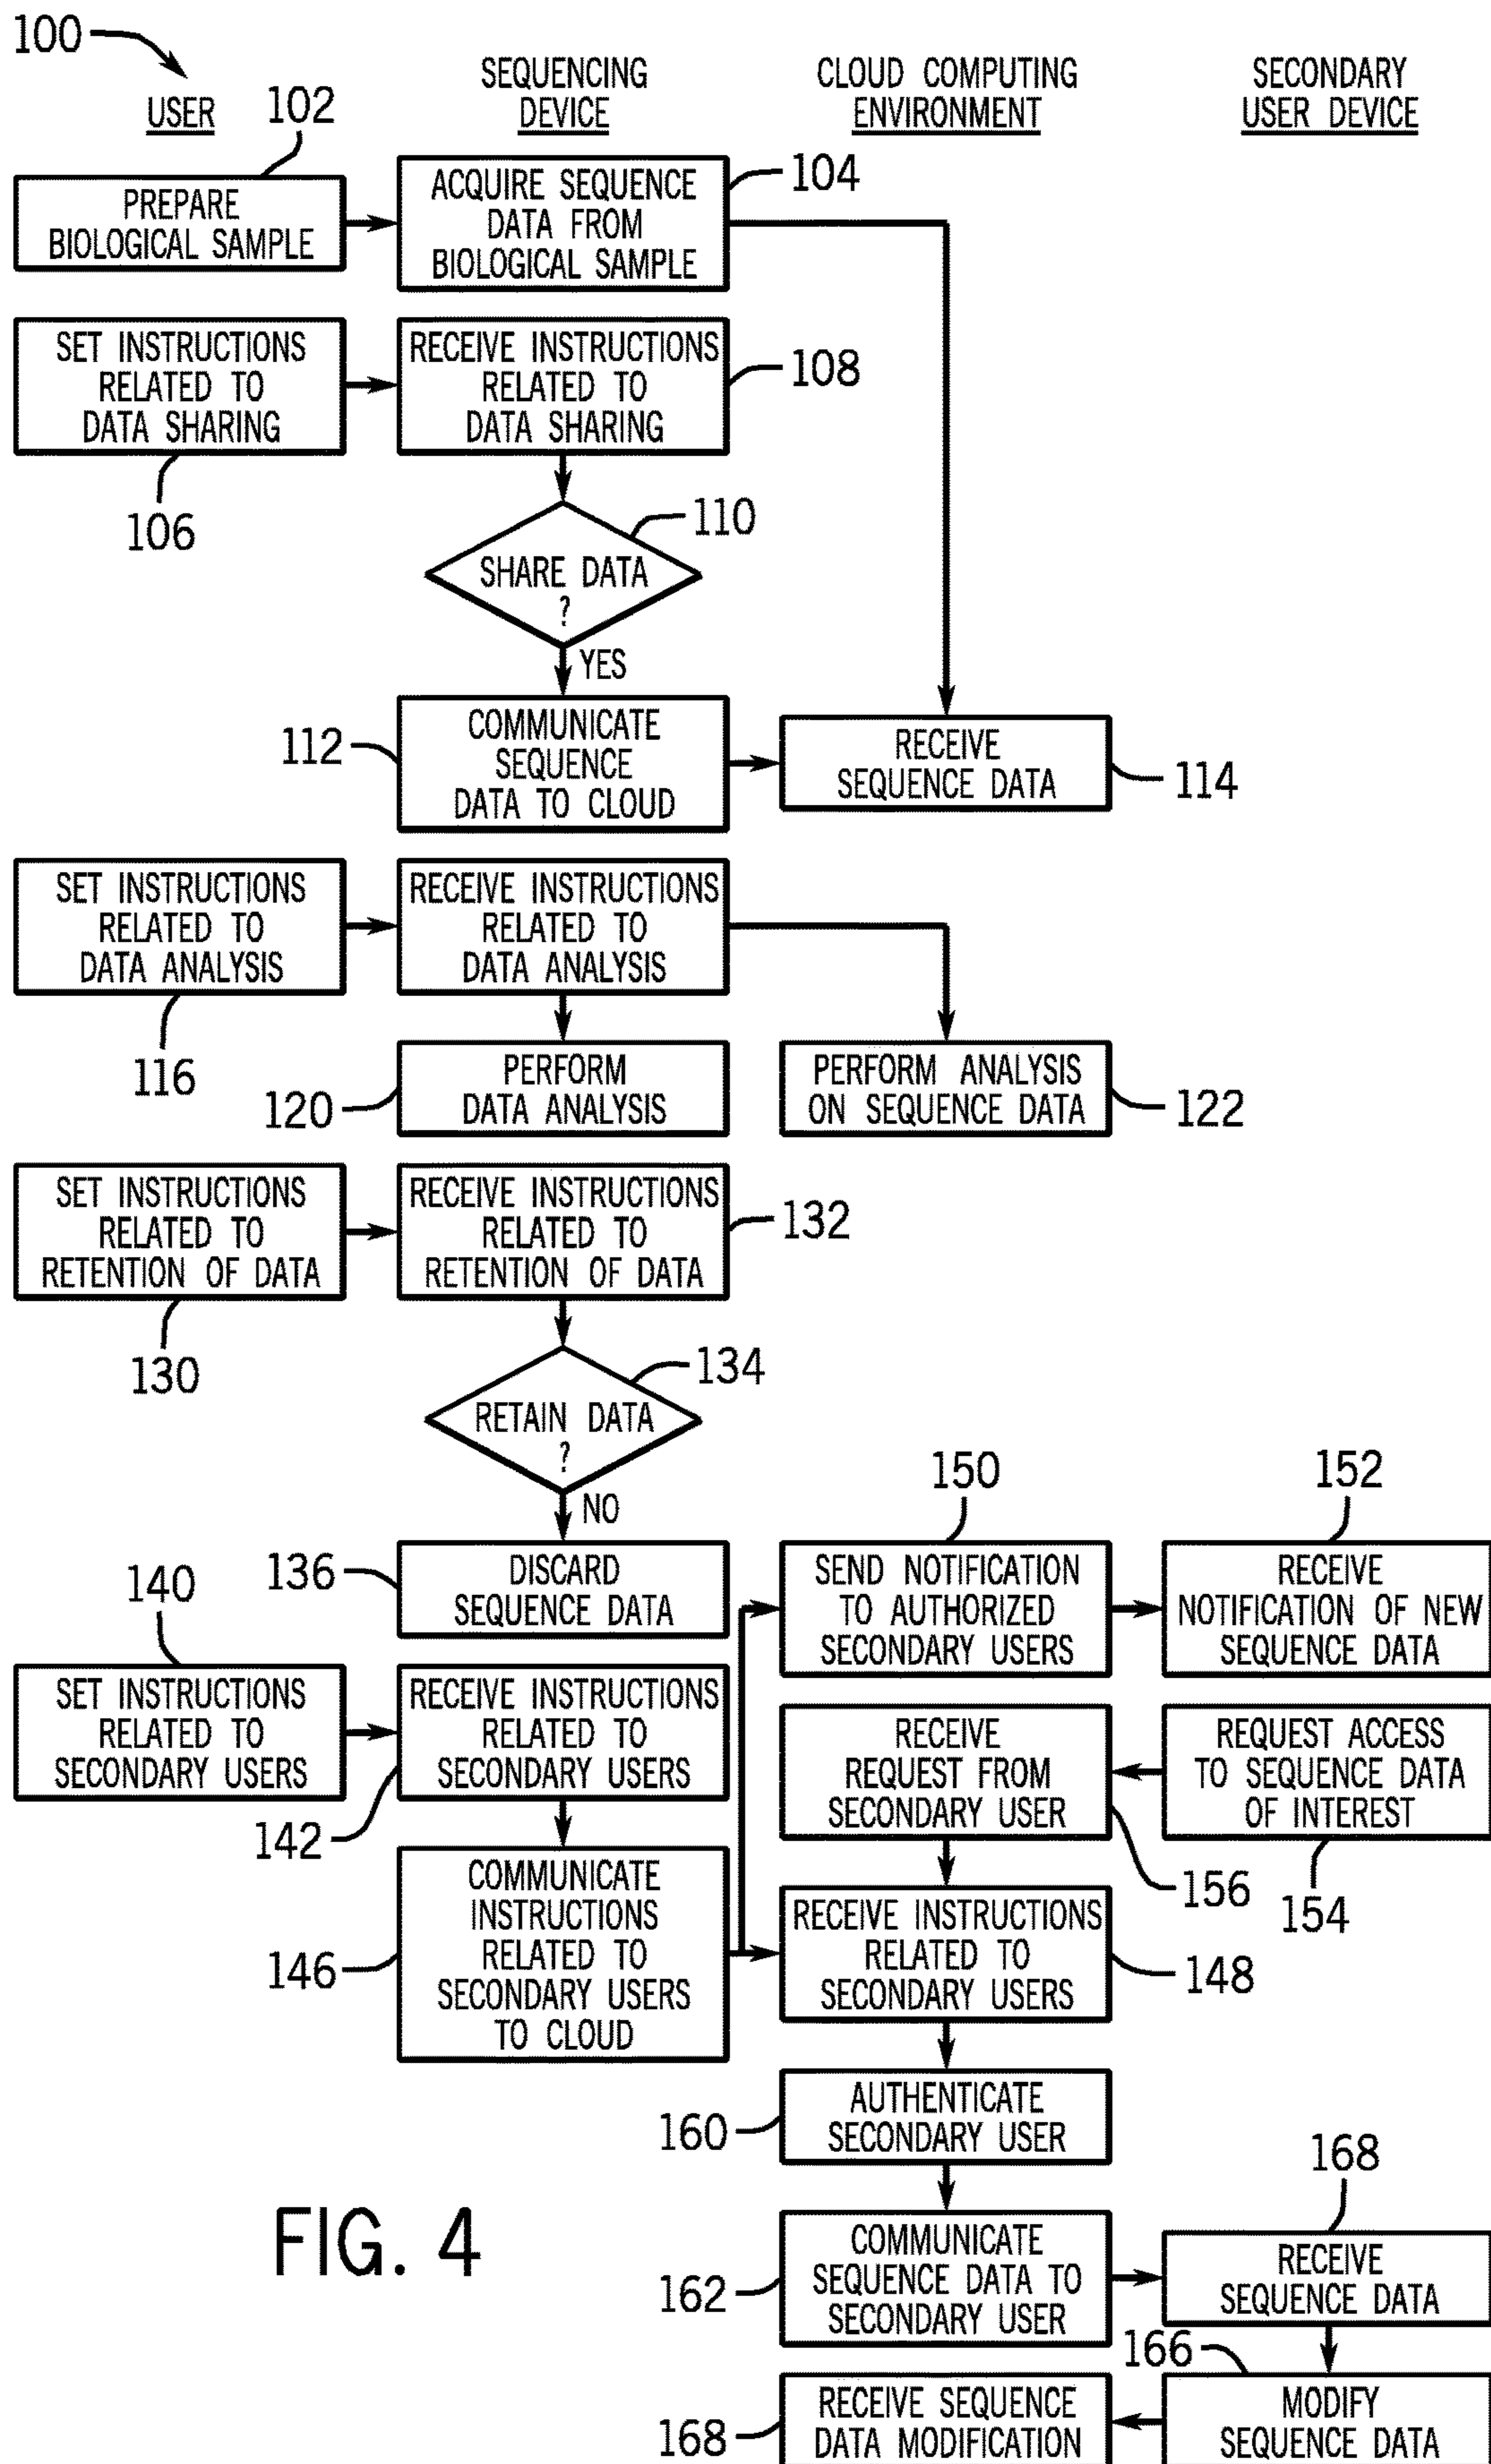 100
USER
SEQUENCING
DEVICE
CLOUD COMPUTING
ENVIRONMENT
SECONDARY
USER DEVICE
102
PREPARE
BIOLOGICAL SAMPLE
ACQUIRE SEQUENCE
DATA FROM
BIOLOGICAL SAMPLE
104
SET INSTRUCTIONS
RELATED TO
DATA SHARING
106
RECEIVE INSTRUCTIONS
RELATED TO
DATA SHARING
108
SHARE DATA
?
110
YES
112
COMMUNICATE
SEQUENCE
DATA TO CLOUD
RECEIVE
SEQUENCE DATA
114
SET INSTRUCTIONS
RELATED TO
DATA ANALYSIS
116
RECEIVE INSTRUCTIONS
RELATED TO
DATA ANALYSIS
120
PERFORM
DATA ANALYSIS
PERFORM ANALYSIS
ON SEQUENCE DATA
122
SET INSTRUCTIONS
RELATED TO
RETENTION OF DATA
130
RECEIVE INSTRUCTIONS
RELATED TO
RETENTION OF DATA
132
RETAIN DATA
?
134
NO
136
DISCARD
SEQUENCE DATA
150
SEND NOTIFICATION
TO AUTHORIZED
SECONDARY USERS
152
RECEIVE
NOTIFICATION OF NEW
SEQUENCE DATA
140
SET INSTRUCTIONS
RELATED TO
SECONDARY USERS
RECEIVE INSTRUCTIONS
RELATED TO
SECONDARY USERS
142
RECEIVE
REQUEST FROM
SECONDARY USER
156
REQUEST ACCESS
TO SEQUENCE DATA
OF INTEREST
154
146
COMMUNICATE
INSTRUCTIONS
RELATED TO
SECONDARY USERS
TO CLOUD
RECEIVE INSTRUCTIONS
RELATED TO
SECONDARY USERS
148
160
AUTHENTICATE
SECONDARY USER
162
COMMUNICATE
SEQUENCE DATA TO
SECONDARY USER
168
RECEIVE
SEQUENCE DATA
166
MODIFY
SEQUENCE DATA
168
RECEIVE SEQUENCE
DATA MODIFICATION
FIG. 4